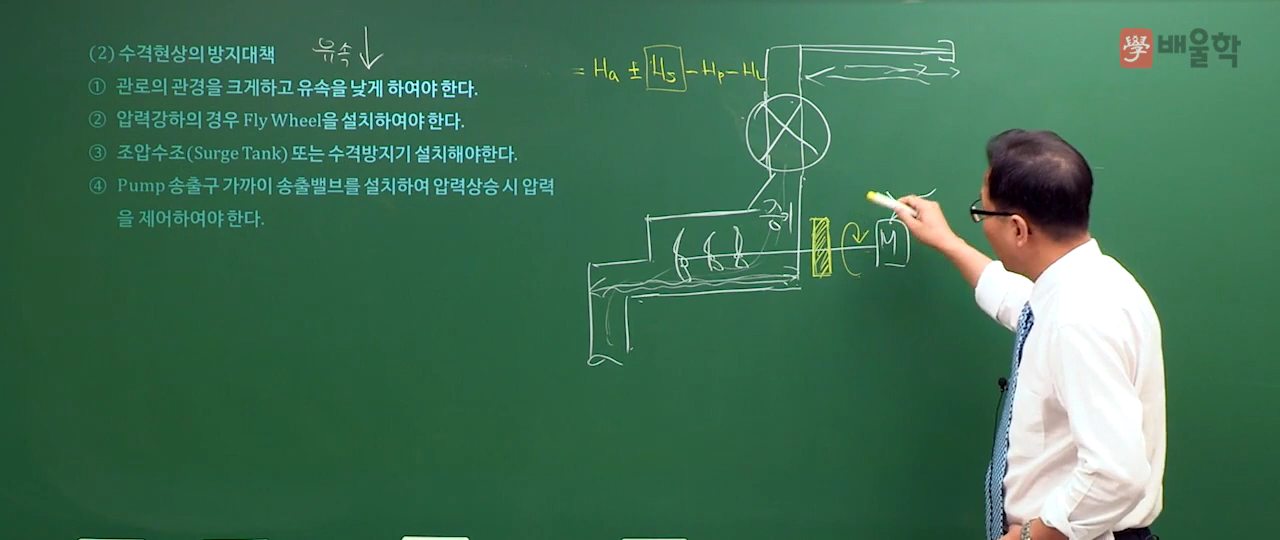 (2) 수격현상의 방지대책
유속
① 관로의 관경을 크게하고 유속을 낮게 하여야 한다.
② 압력강하의 경우 Fly Wheel을 설치하여야 한다.
③ 조압수조(Surge Tank) 또는 수격방지기 설치해야한다.
④ Pump 송출구 가까이 송출밸브를 설치하여 압력상승 시 압력
을 제어하여야 한다.
= Ha ± Hs - Hp - HL
M
學 배울학